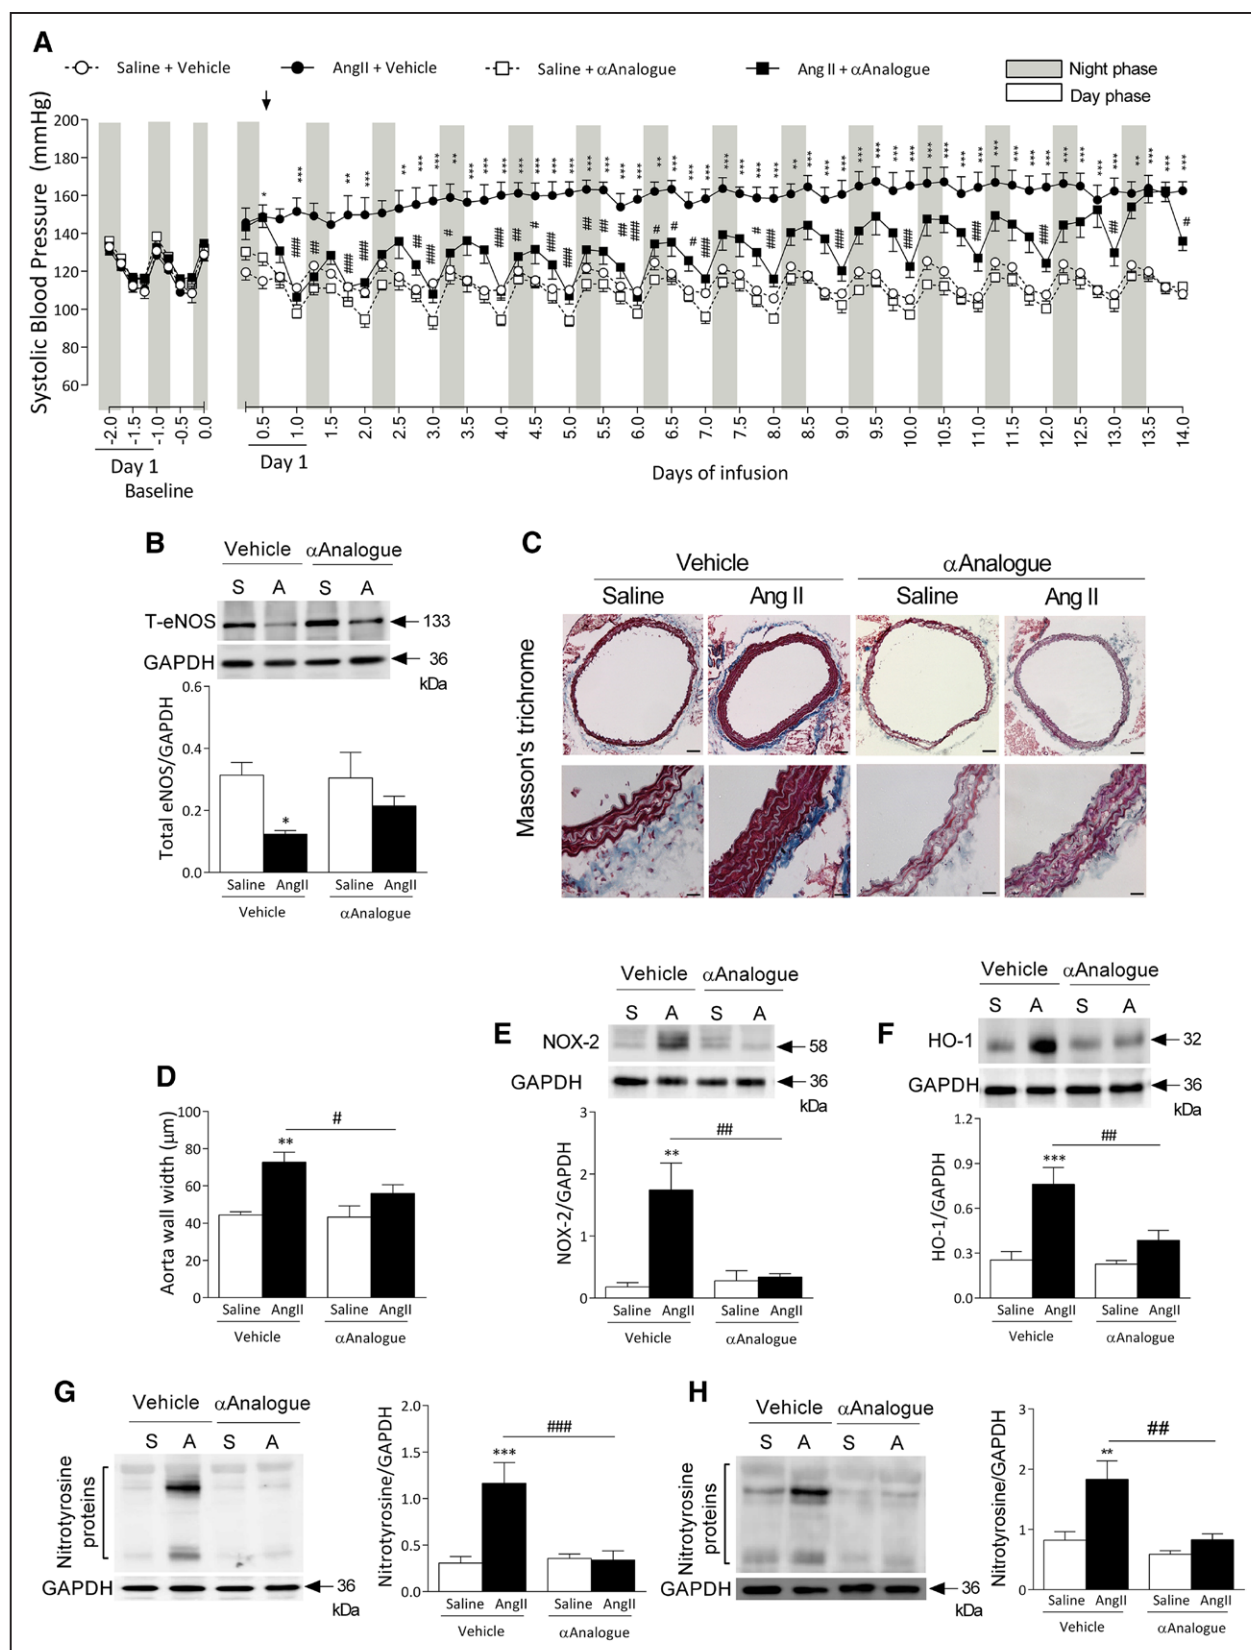 A
Saline + Vehicle
AngII + Vehicle
Saline + αAnalogue
Ang II + αAnalogue
Night phase
Day phase
Systolic Blood Pressure (mmHg)
200
180
160
140
120
100
80
60
-2.0 -1.5 -1.0 -0.5 0.0
0.5 1.0 1.5 2.0 2.5 3.0 3.5 4.0 4.5 5.0 5.5 6.0 6.5 7.0 7.5 8.0 8.5 9.0 9.5 10.0 10.5 11.0 11.5 12.0 12.5 13.0 13.5 14.0
Day 1
Baseline
Day 1
Days of infusion
B
Vehicle αAnalogue
S A S A
T-eNOS 133
GAPDH 36
kDa
Total eNOS/GAPDH
0.6
0.4
0.2
0.0
*
Saline AngII Saline AngII
Vehicle αAnalogue
C
Vehicle αAnalogue
Saline Ang II Saline Ang II
Masson's trichrome
D
Aorta wall width (μm)
100
80
60
40
20
0
** #
Saline AngII Saline AngII
Vehicle αAnalogue
E
Vehicle αAnalogue
S A S A
NOX-2 58
GAPDH 36
kDa
NOX-2/GAPDH
3
2
1
0
** ##
Saline AngII Saline AngII
Vehicle αAnalogue
F
Vehicle αAnalogue
S A S A
HO-1 32
GAPDH 36
kDa
HO-1/GAPDH
1.2
0.9
0.6
0.3
0.0
*** ##
Saline AngII Saline AngII
Vehicle αAnalogue
G
Vehicle αAnalogue
S A S A
Nitrotyrosine proteins
GAPDH 36
kDa
Nitrotyrosine/GAPDH
2.0
1.5
1.0
0.5
0.0
*** ###
Saline AngII Saline AngII
Vehicle αAnalogue
H
Vehicle αAnalogue
S A S A
Nitrotyrosine proteins
GAPDH 36
kDa
Nitrotyrosine/GAPDH
3
2
1
0
** ##
Saline AngII Saline AngII
Vehicle αAnalogue